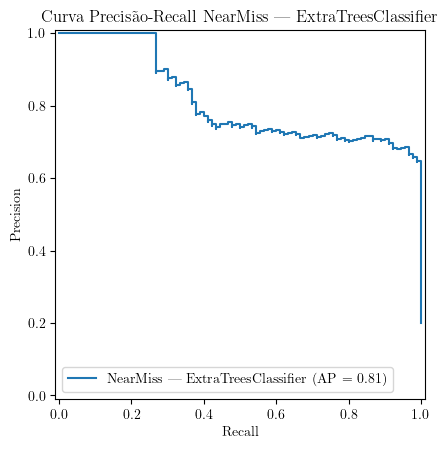 Curva Precisão-Recall NearMiss — ExtraTreesClassifier
1.0
0.8
0.6
0.4
0.2
0.0
Precision
NearMiss — ExtraTreesClassifier (AP = 0.81)
0.0 0.2 0.4 0.6 0.8 1.0
Recall